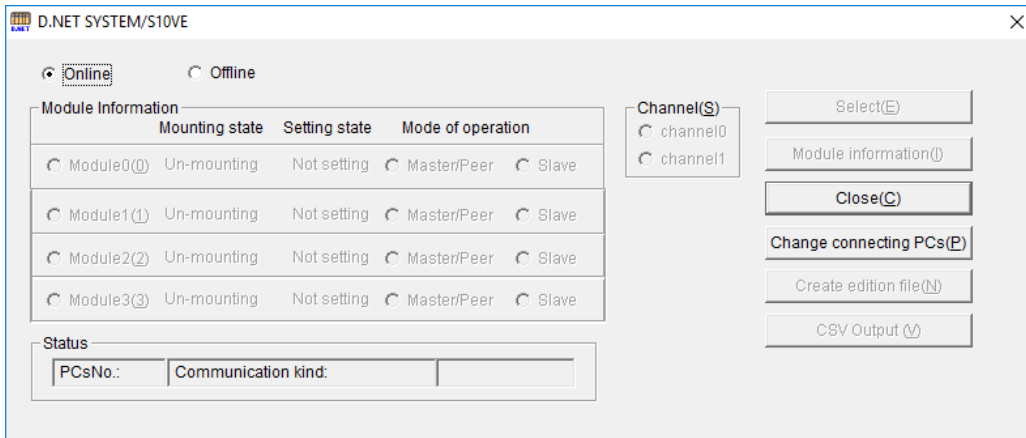 D.NET
D.NET SYSTEM/S10VE
Online Offline
Module Information
Mounting state Setting state Mode of operation
Module0(0) Un-mounting Not setting Master/Peer Slave
Module1(1) Un-mounting Not setting Master/Peer Slave
Module2(2) Un-mounting Not setting Master/Peer Slave
Module3(3) Un-mounting Not setting Master/Peer Slave
Channel(S)
channel0
channel1
Select(E)
Module information(I)
Close(C)
Change connecting PCs(P)
Create edition file(N)
CSV Output (V)
Status
PCsNo.: Communication kind: